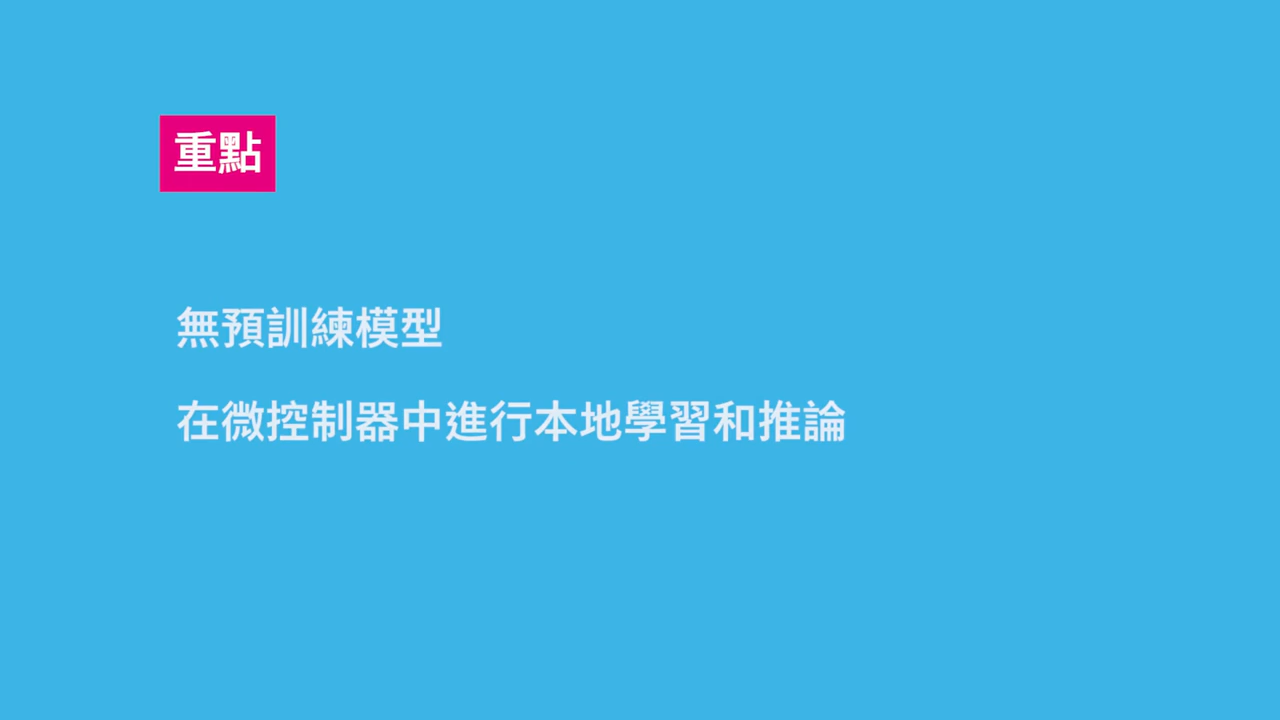 重點
無預訓練模型
在微控制器中進行本地學習和推論